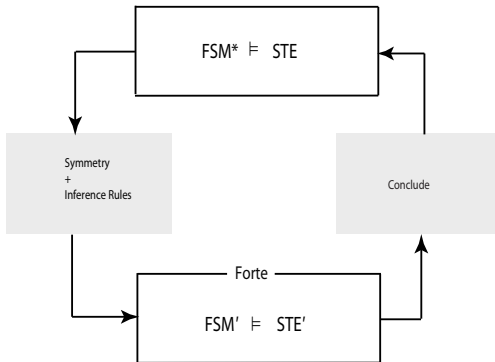 FSM* ⊨ STE
Symmetry
+
Inference Rules
Conclude
Forte
FSM' ⊨ STE'